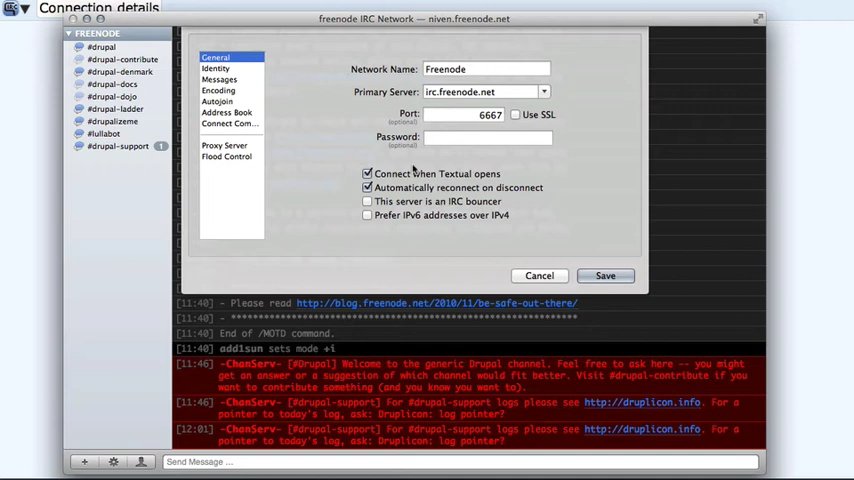 Connection details
freenode IRC Network — niven.freenode.net
FREENODE
#drupal
#drupal-contribute
#drupal-denmark
#drupal-docs
#drupal-dojo
#drupal-ladder
#drupalizeme
#lullabot
#drupal-support 1
General
Identity
Messages
Encoding
Autojoin
Address Book
Connect Com...
Proxy Server
Flood Control
Network Name: Freenode
Primary Server: irc.freenode.net
Port: 6667 Use SSL
(optional)
Password:
(optional)
Connect when Textual opens
Automatically reconnect on disconnect
This server is an IRC bouncer
Prefer IPv6 addresses over IPv4
Cancel Save
[11:40] - Please read http://blog.freenode.net/2010/11/be-safe-out-there/
[11:40] - **********************************************************
[11:40] End of /MOTD command.
[11:40] add1sun sets mode +i
[11:46] -ChanServ- [#Drupal] Welcome to the generic Drupal channel. Feel free to ask here -- you might
get an answer or a suggestion of which channel would fit better. Visit #drupal-contribute if you
want to contribute something (and you know you want to).
[11:46] -ChanServ- [#drupal-support] For #drupal-support logs please see http://druplicon.info. For a
pointer to today's log, ask: Druplicon: log pointer?
[12:01] -ChanServ- [#drupal-support] For #drupal-support logs please see http://druplicon.info. For a
pointer to today's log, ask: Druplicon: log pointer?
Send Message ...